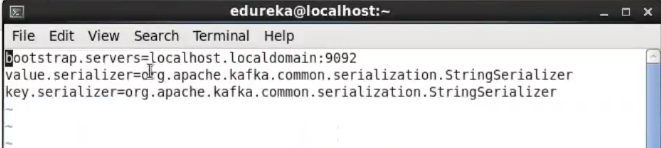 edureka@localhost:~
File Edit View Search Terminal Help
bootstrap.servers=localhost.localdomain:9092
value.serializer=org.apache.kafka.common.serialization.StringSerializer
key.serializer=org.apache.kafka.common.serialization.StringSerializer
~
~
~